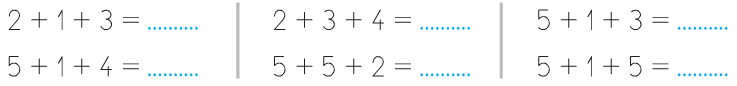 2 + 1 + 3 = .......... 2 + 3 + 4 = .......... 5 + 1 + 3 = ..........
5 + 1 + 4 = .......... 5 + 5 + 2 = .......... 5 + 1 + 5 = ..........